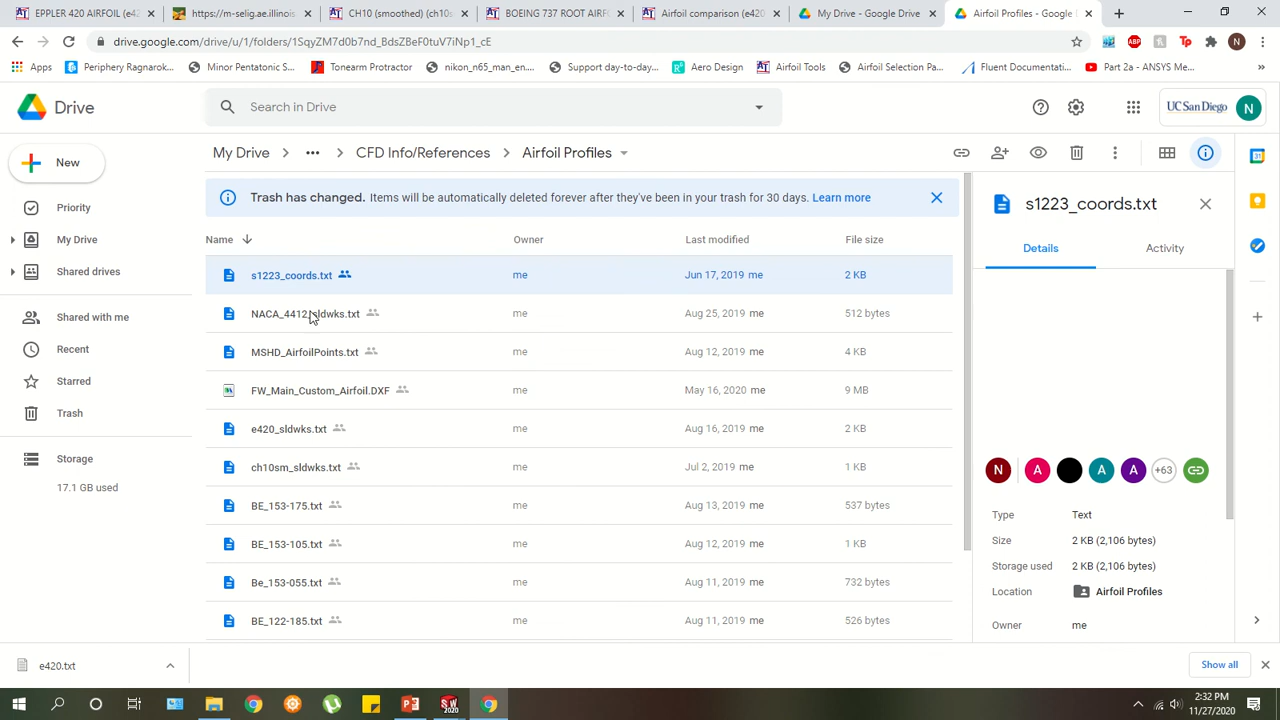 EPPLER 420 AIRFOIL (e42
https://m-selig.ae.illinois
CH10 (smoothed) (ch10s
BOEING 737 ROOT AIRF
Airfoil comparison (e420
My Drive - Google Drive
Airfoil Profiles - Google
drive.google.com/drive/u/1/folders/1SqyZM7d0b7nd_BdsZBeF0tuV7iNp1_cE
Apps
Periphery Ragnarok...
Minor Pentatonic S...
Tonearm Protractor
nikon_n65_man_en...
Support day-to-day...
Aero Design
Airfoil Tools
Airfoil Selection Pa...
Fluent Documentati...
Part 2a - ANSYS Me...
Drive
Search in Drive
UC San Diego
N
New
My Drive
CFD Info/References
Airfoil Profiles
Trash has changed. Items will be automatically deleted forever after they've been in your trash for 30 days. Learn more
s1223_coords.txt
Priority
My Drive
Shared drives
Shared with me
Recent
Starred
Trash
Storage
17.1 GB used
Name Owner Last modified File size
s1223_coords.txt me Jun 17, 2019 me 2 KB
NACA_4412_sldwks.txt me Aug 25, 2019 me 512 bytes
MSHD_AirfoilPoints.txt me Aug 12, 2019 me 4 KB
FW_Main_Custom_Airfoil.DXF me May 16, 2020 me 9 MB
e420_sldwks.txt me Aug 16, 2019 me 2 KB
ch10sm_sldwks.txt me Jul 2, 2019 me 1 KB
BE_153-175.txt me Aug 13, 2019 me 537 bytes
BE_153-105.txt me Aug 12, 2019 me 1 KB
Be_153-055.txt me Aug 11, 2019 me 732 bytes
BE_122-185.txt me Aug 11, 2019 me 526 bytes
Details Activity
N A A A +63
Type Text
Size 2 KB (2,106 bytes)
Storage used 2 KB (2,106 bytes)
Location Airfoil Profiles
Owner me
e420.txt
Show all
2:32 PM
11/27/2020